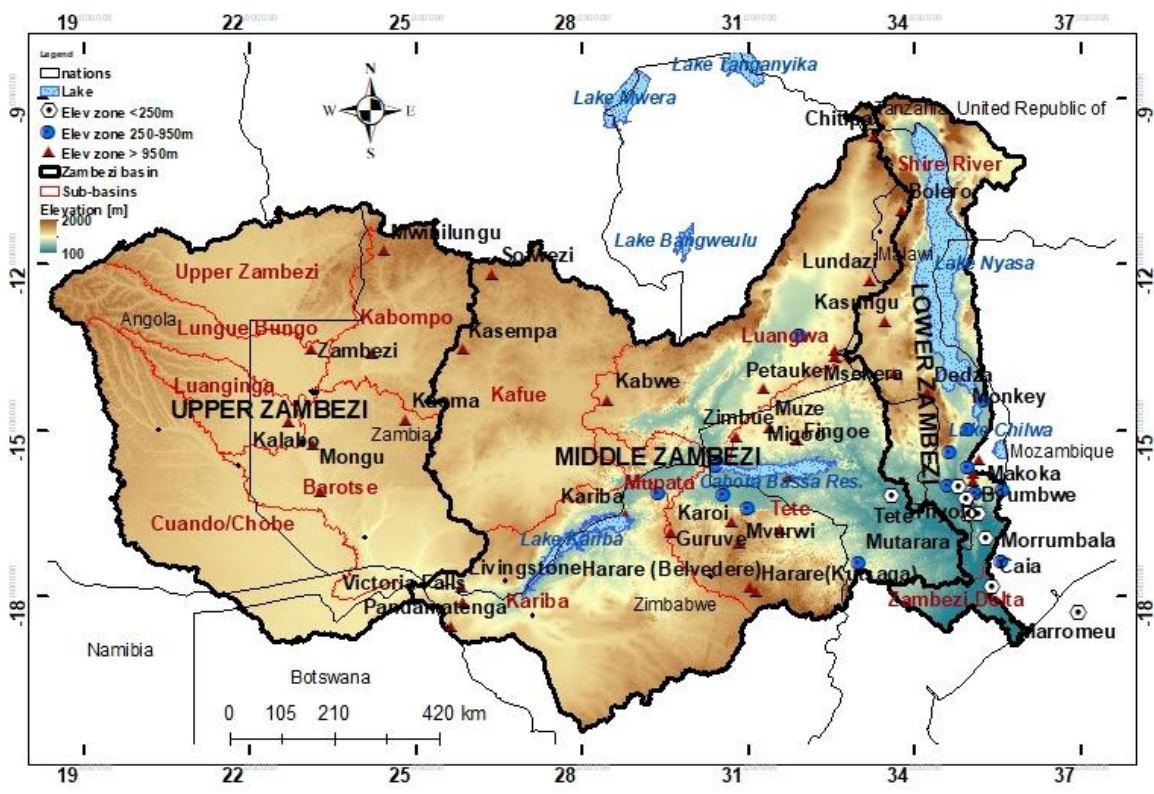 19 22 25 28 31 34 37
Legend
nations
Lake
Elev zone <250m
Elev zone 250-950m
Elev zone > 950m
Zambezi basin
Sub-basins
Elevation [m]
2000
100
N
W E
S
-9
-12
-15
-18
9
-12
-15
-18
Lake Tanganyika
Lake Mwera
Chitipa
Tanzania, United Republic of
Shire River
Bolero
Mwinilungu
Solwezi
Lake Bangweulu
Lundazi
Malawi
Lake Nyasa
Upper Zambezi
Kasungu
Angola
Lungue Bungo
Kabompo
Kasempa
Zambezi
Luangwa
LOWER ZAMBEZI
Luanginga
Kafue
Kabwe
Petauke
Msekera
Dedza
Monkey
UPPER ZAMBEZI
Kaoma
Zambia
Zimbue
Muze
Migoo
Fingoe
Lake Chilwa
Kalabo
Mongu
MIDDLE ZAMBEZI
Mozambique
Barotse
Mupata
Cahora Bassa Res.
Makoka
Kariba
Bvumbwe
Cuando/Chobe
Karoi
Tete
Tete
Guruve
Mvurwi
Mutarara
Morrumbala
Lake Kariba
Victoria Falls
Livingstone
Harare (Belvedere)
Caia
Pandamatenga
Kariba
Zimbabwe
Zambezi Delta
Marromeu
Namibia
Botswana
0 105 210 420 km
19 22 25 28 31 34 37